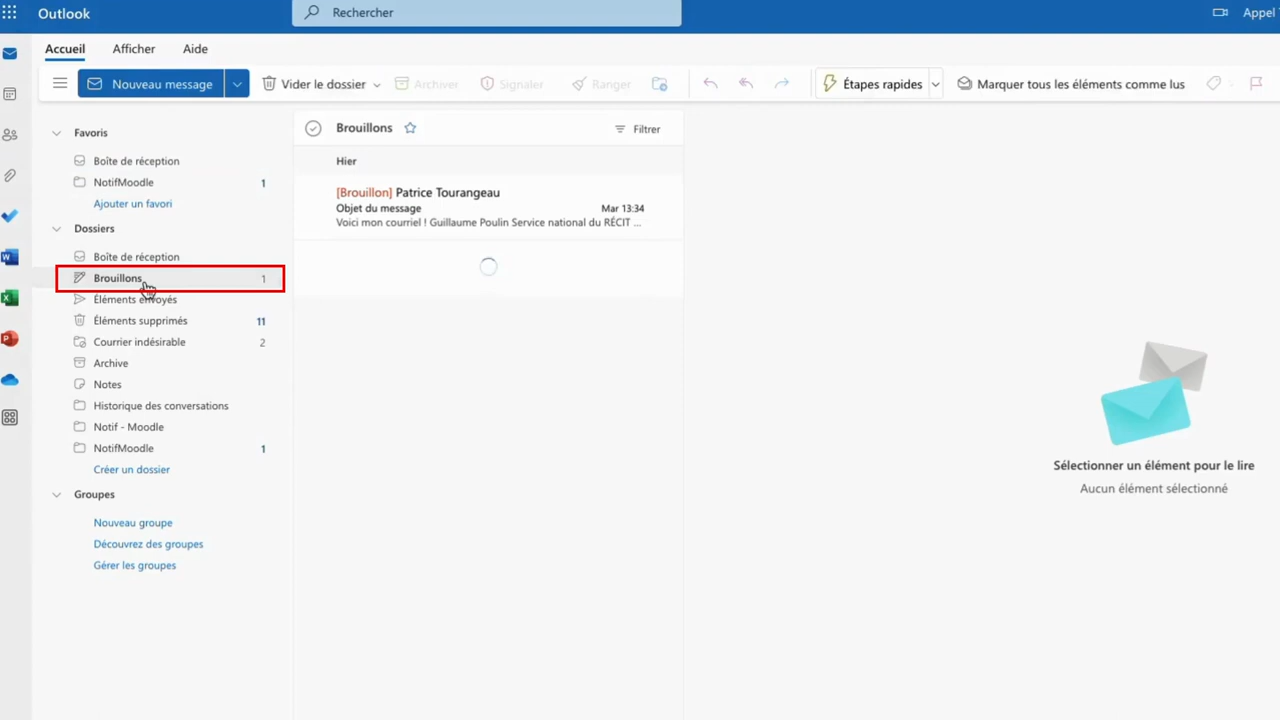 Outlook
Rechercher
Appel
Accueil
Afficher
Aide
Nouveau message
Vider le dossier
Archiver
Signaler
Ranger
Étapes rapides
Marquer tous les éléments comme lus
Favoris
Boîte de réception
NotifMoodle 1
Ajouter un favori
Dossiers
Boîte de réception
Brouillons 1
Éléments envoyés
Éléments supprimés 11
Courrier indésirable 2
Archive
Notes
Historique des conversations
Notif - Moodle
NotifMoodle 1
Créer un dossier
Groupes
Nouveau groupe
Découvrez des groupes
Gérer les groupes
Brouillons
Filtrer
Hier
[Brouillon] Patrice Tourangeau
Objet du message Mar 13:34
Voici mon courriel ! Guillaume Poulin Service national du RÉCIT ...
Sélectionner un élément pour le lire
Aucun élément sélectionné